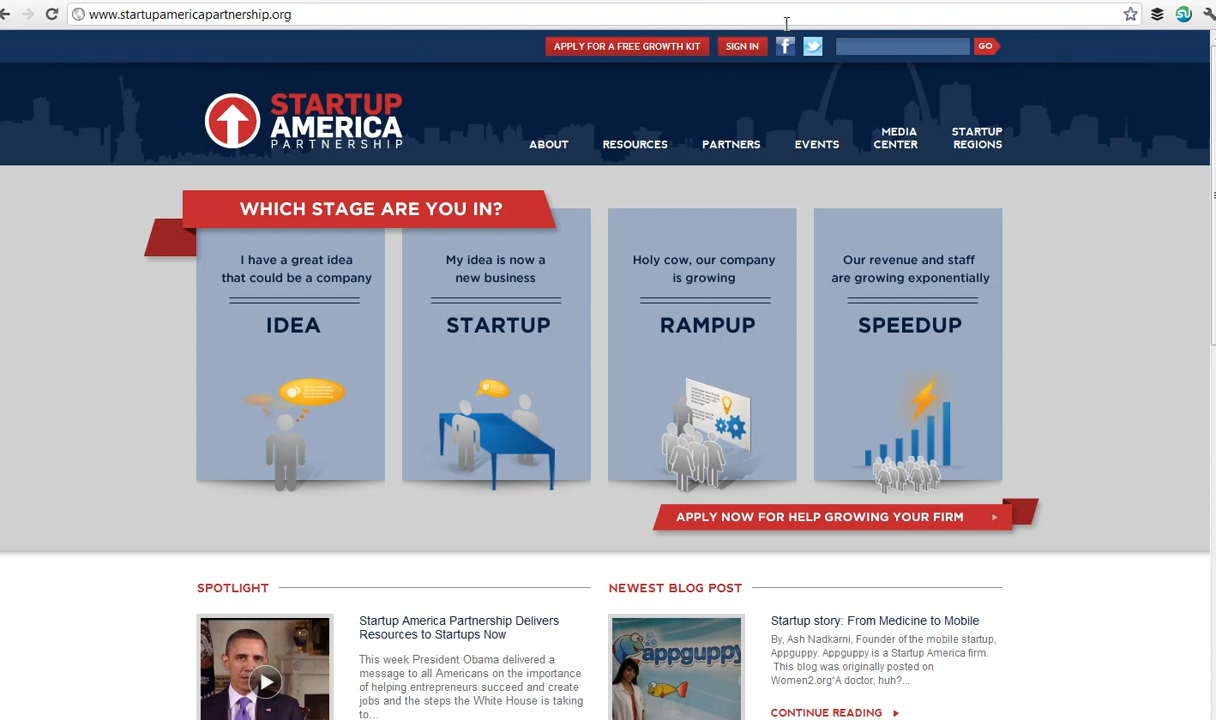 www.startupamericapartnership.org
APPLY FOR A FREE GROWTH KIT
SIGN IN
GO
STARTUP
AMERICA
PARTNERSHIP
ABOUT
RESOURCES
PARTNERS
EVENTS
MEDIA
CENTER
STARTUP
REGIONS
WHICH STAGE ARE YOU IN?
I have a great idea
that could be a company
IDEA
My idea is now a
new business
STARTUP
Holy cow, our company
is growing
RAMPUP
Our revenue and staff
are growing exponentially
SPEEDUP
APPLY NOW FOR HELP GROWING YOUR FIRM
SPOTLIGHT
Startup America Partnership Delivers
Resources to Startups Now
This week President Obama delivered a
message to all Americans on the importance
of helping entrepreneurs succeed and create
jobs and the steps the White House is taking
to...
NEWEST BLOG POST
appguppy
Startup story: From Medicine to Mobile
By, Ash Nadkarni, Founder of the mobile startup,
Appguppy. Appguppy is a Startup America firm.
This blog was originally posted on
Women2.org“A doctor, huh?...
CONTINUE READING